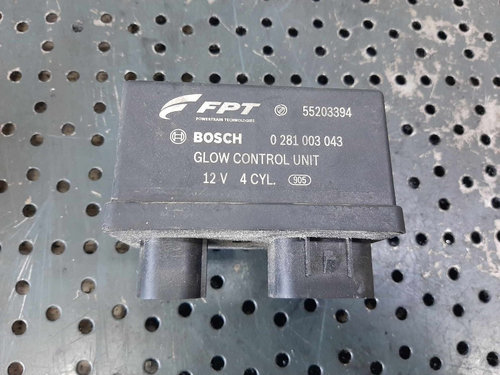 FPT 55203394
POWERTRAIN TECHNOLOGIES
BOSCH 0 281 003 043
GLOW CONTROL UNIT
12 V 4 CYL. 905